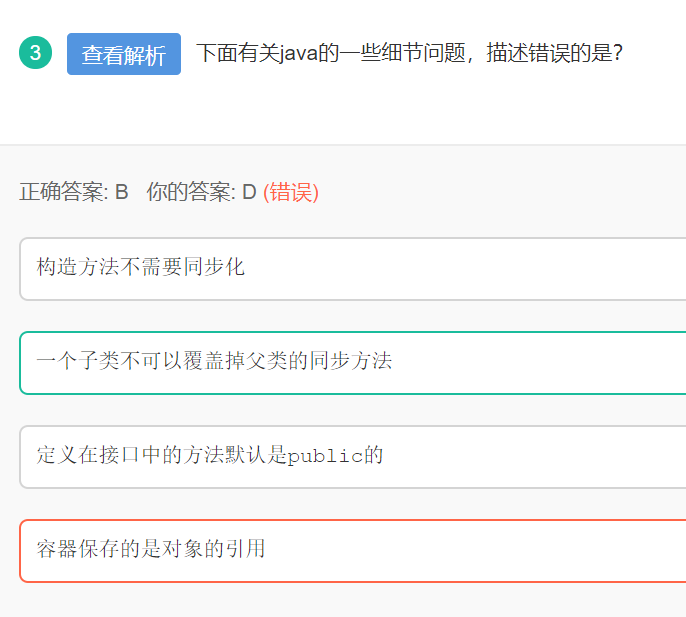 3 查看解析 下面有关java的一些细节问题，描述错误的是？
正确答案: B 你的答案: D (错误)
构造方法不需要同步化
一个子类不可以覆盖掉父类的同步方法
定义在接口中的方法默认是public的
容器保存的是对象的引用